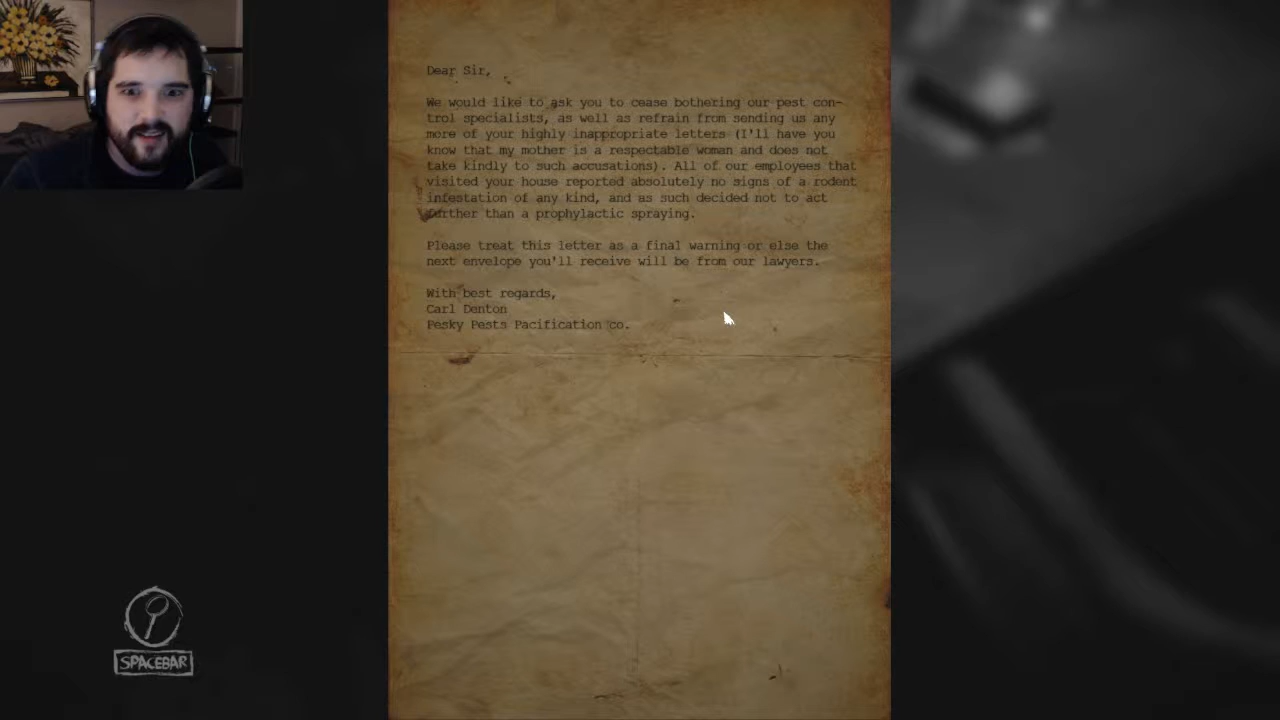 Dear Sir,
We would like to ask you to cease bothering our pest con-
trol specialists, as well as refrain from sending us any
more of your highly inappropriate letters (I'll have you
know that my mother is a respectable woman and does not
take kindly to such accusations). All of our employees that
visited your house reported absolutely no signs of a rodent
infestation of any kind, and as such decided not to act
further than a prophylactic spraying.
Please treat this letter as a final warning or else the
next envelope you'll receive will be from our lawyers.
With best regards,
Carl Denton
Pesky Pests Pacification co.
SPACEBAR